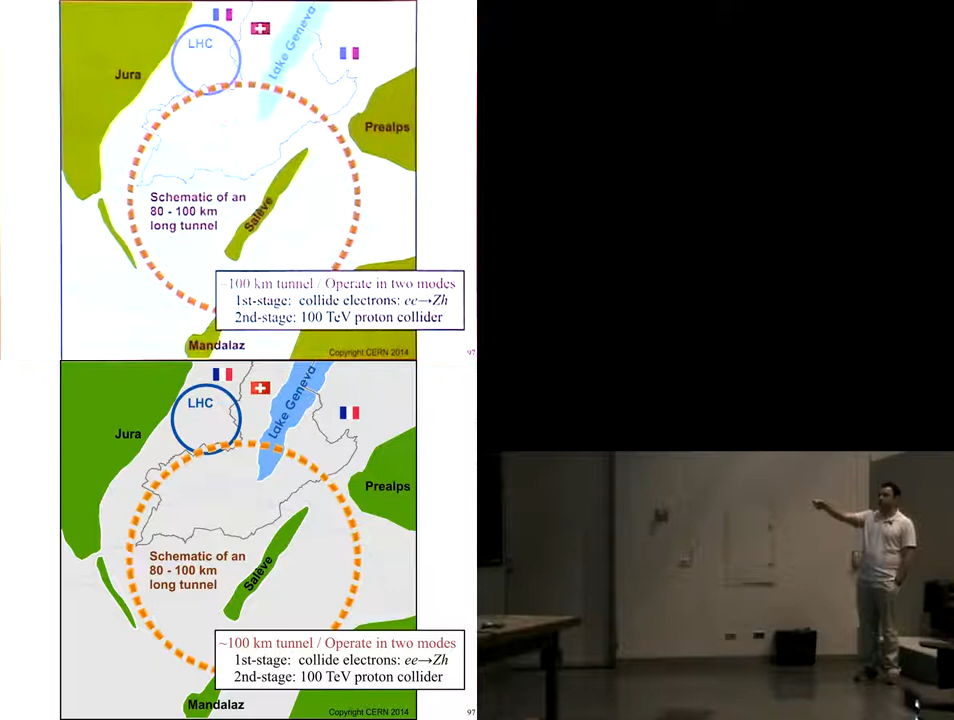 LHC
Lake Geneva
Jura
Prealps
Schematic of an
80 - 100 km
long tunnel
Salève
~100 km tunnel / Operate in two modes
1st-stage: collide electrons: ee→Zh
2nd-stage: 100 TeV proton collider
Mandalaz
Copyright CERN 2014
97
LHC
Lake Geneva
Jura
Prealps
Schematic of an
80 - 100 km
long tunnel
Salève
~100 km tunnel / Operate in two modes
1st-stage: collide electrons: ee→Zh
2nd-stage: 100 TeV proton collider
Mandalaz
Copyright CERN 2014
97